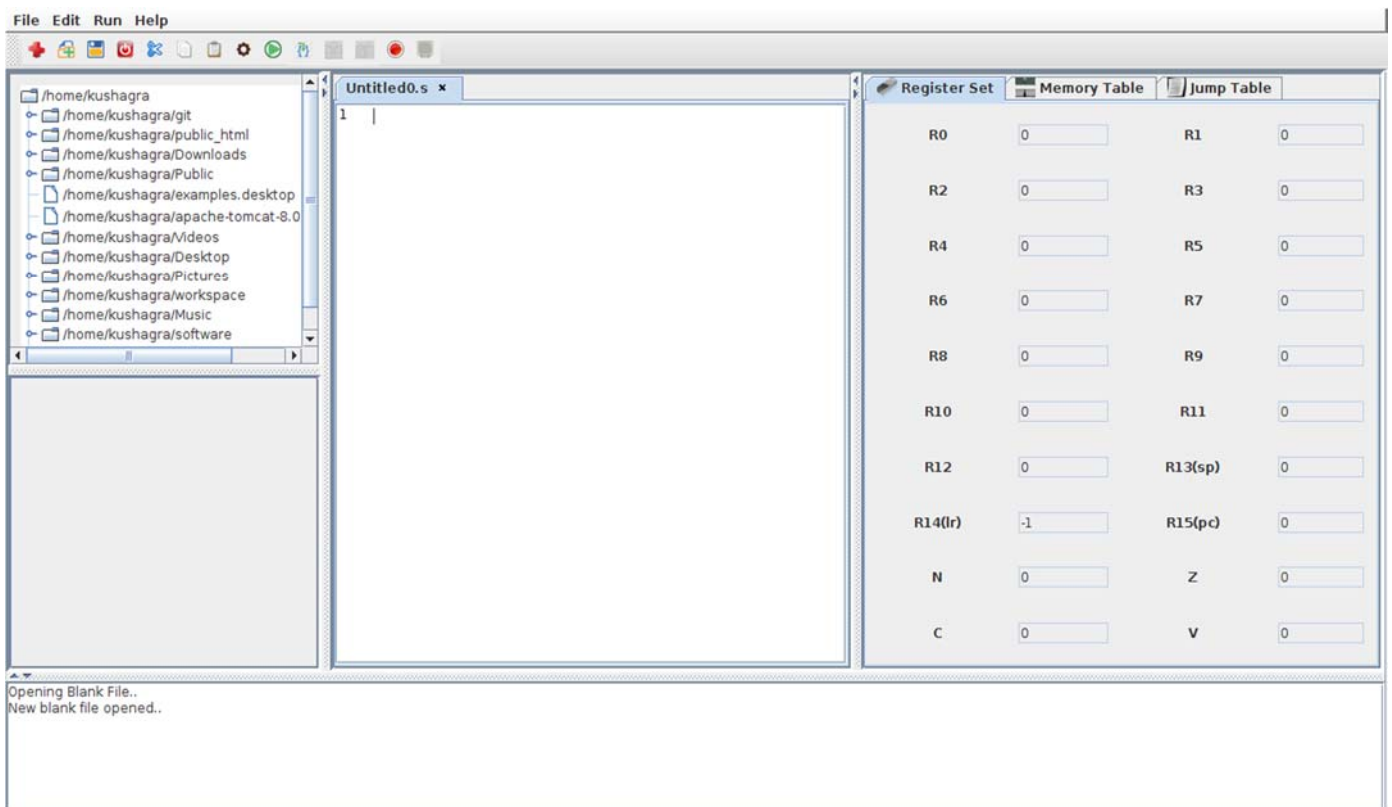 File Edit Run Help
/home/kushagra
/home/kushagra/git
/home/kushagra/public_html
/home/kushagra/Downloads
/home/kushagra/Public
/home/kushagra/examples.desktop
/home/kushagra/apache-tomcat-8.0
/home/kushagra/Videos
/home/kushagra/Desktop
/home/kushagra/Pictures
/home/kushagra/workspace
/home/kushagra/Music
/home/kushagra/software
Untitled0.s ×
1
Register Set Memory Table Jump Table
R0 0 R1 0
R2 0 R3 0
R4 0 R5 0
R6 0 R7 0
R8 0 R9 0
R10 0 R11 0
R12 0 R13(sp) 0
R14(lr) -1 R15(pc) 0
N 0 Z 0
C 0 V 0
Opening Blank File..
New blank file opened..